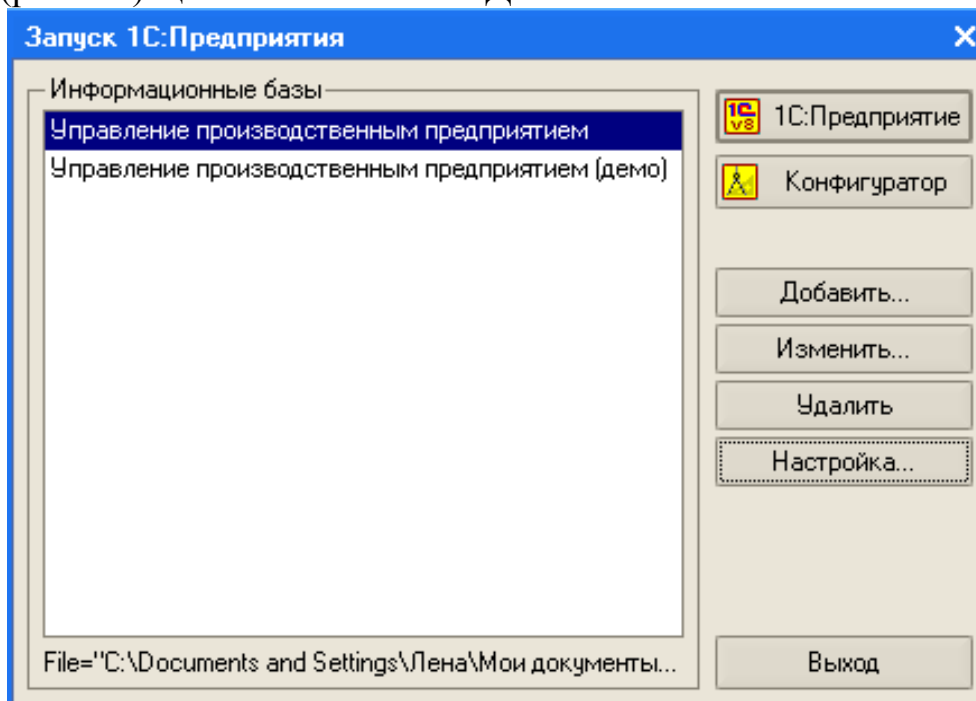 Запуск 1С:Предприятия
Информационные базы
Управление производственным предприятием
Управление производственным предприятием (демо)
File="C:\Documents and Settings\Лена\Мои документы...
1С:Предприятие
Конфигуратор
Добавить...
Изменить...
Удалить
Настройка...
Выход